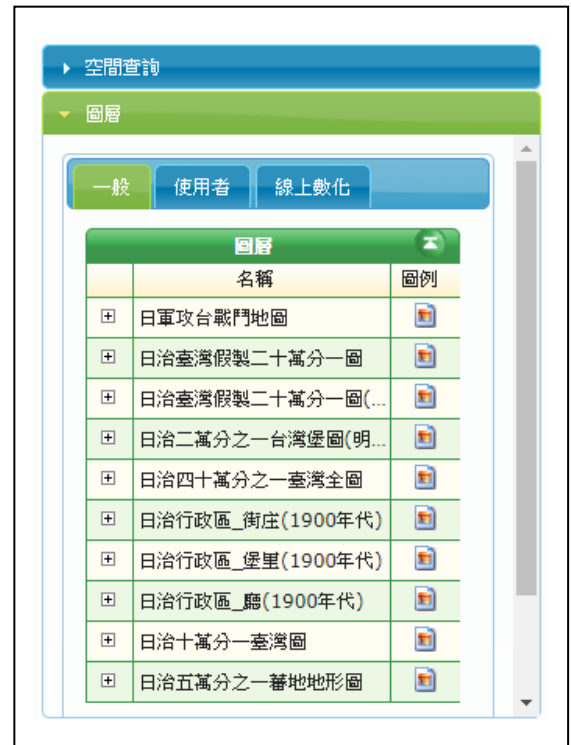 空間查詢
圖層
一般 使用者 線上數化
圖層
名稱 圖例
日軍攻台戰鬥地圖
日治臺灣假製二十萬分一圖
日治臺灣假製二十萬分一圖(...
日治二萬分之一台灣堡圖(明...
日治四十萬分之一臺灣全圖
日治行政區_街庄(1900年代)
日治行政區_堡里(1900年代)
日治行政區_廳(1900年代)
日治十萬分一臺灣圖
日治五萬分之一蕃地地形圖